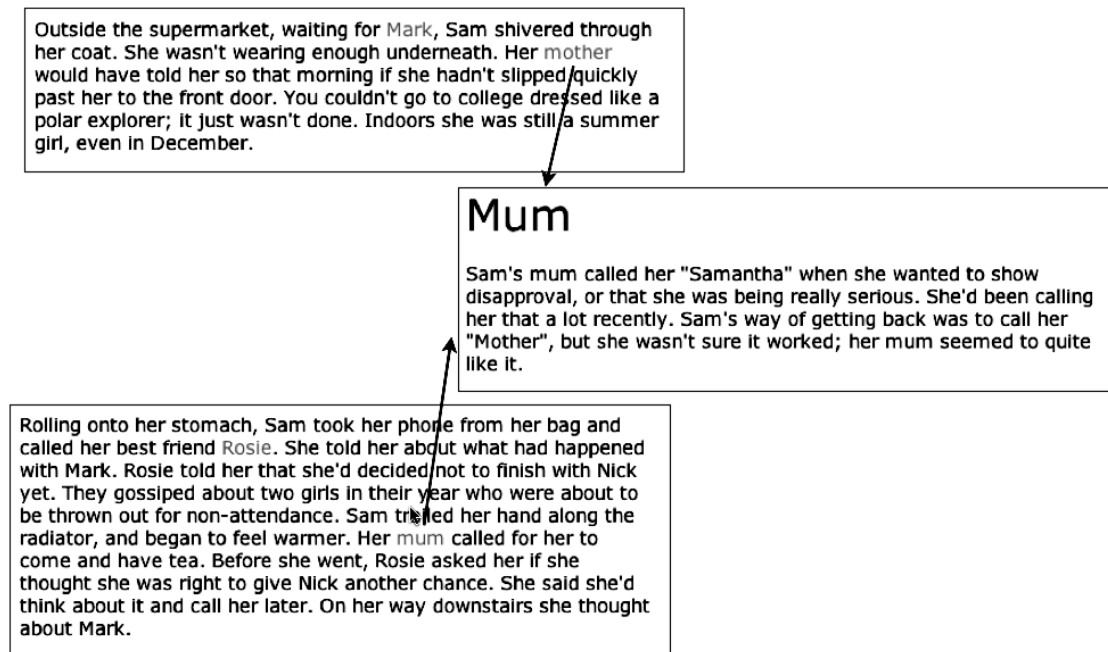 Outside the supermarket, waiting for Mark, Sam shivered through
her coat. She wasn't wearing enough underneath. Her mother
would have told her so that morning if she hadn't slipped quickly
past her to the front door. You couldn't go to college dressed like a
polar explorer; it just wasn't done. Indoors she was still a summer
girl, even in December.
Mum
Sam's mum called her "Samantha" when she wanted to show
disapproval, or that she was being really serious. She'd been calling
her that a lot recently. Sam's way of getting back was to call her
"Mother", but she wasn't sure it worked; her mum seemed to quite
like it.
Rolling onto her stomach, Sam took her phone from her bag and
called her best friend Rosie. She told her about what had happened
with Mark. Rosie told her that she'd decided not to finish with Nick
yet. They gossiped about two girls in their year who were about to
be thrown out for non-attendance. Sam trailed her hand along the
radiator, and began to feel warmer. Her mum called for her to
come and have tea. Before she went, Rosie asked her if she
thought she was right to give Nick another chance. She said she'd
think about it and call her later. On her way downstairs she thought
about Mark.